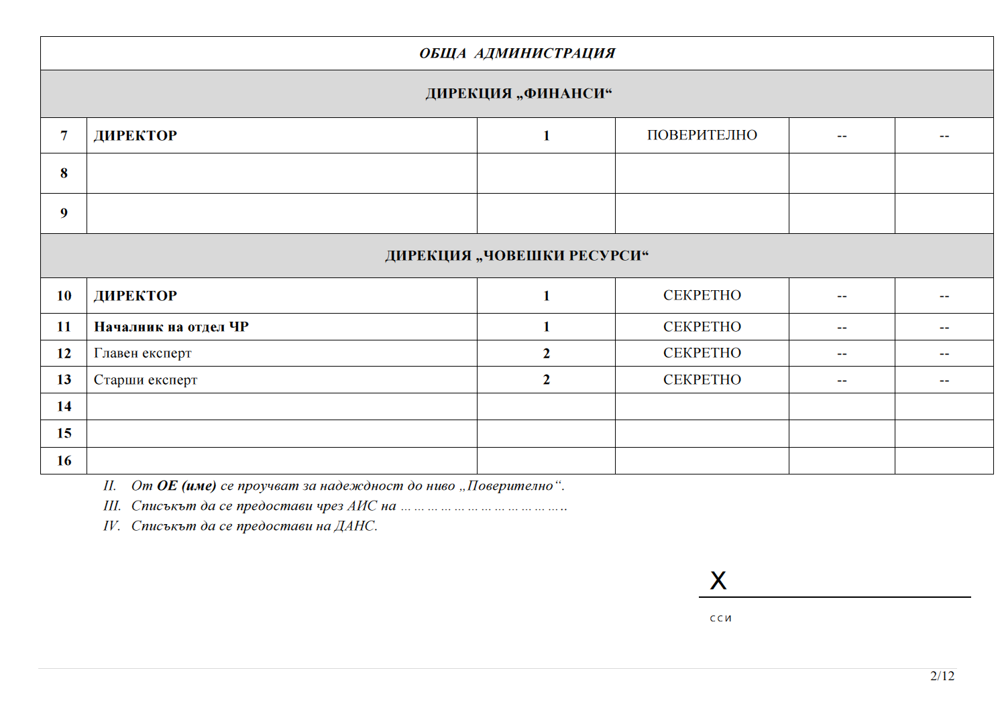 ОБЩА АДМИНИСТРАЦИЯ
ДИРЕКЦИЯ „ФИНАНСИ“
7 ДИРЕКТОР 1 ПОВЕРИТЕЛНО -- --
8
9
ДИРЕКЦИЯ „ЧОВЕШКИ РЕСУРСИ“
10 ДИРЕКТОР 1 СЕКРЕТНО -- --
11 Началник на отдел ЧР 1 СЕКРЕТНО -- --
12 Главен експерт 2 СЕКРЕТНО -- --
13 Старши експерт 2 СЕКРЕТНО -- --
14
15
16
II. От ОЕ (име) се проучват за надеждност до ниво „Поверително“.
III. Списъкът да се предостави чрез АИС на … … … … … … … … … … … …..
IV. Списъкът да се предостави на ДАНС.
X
ССИ
2/12